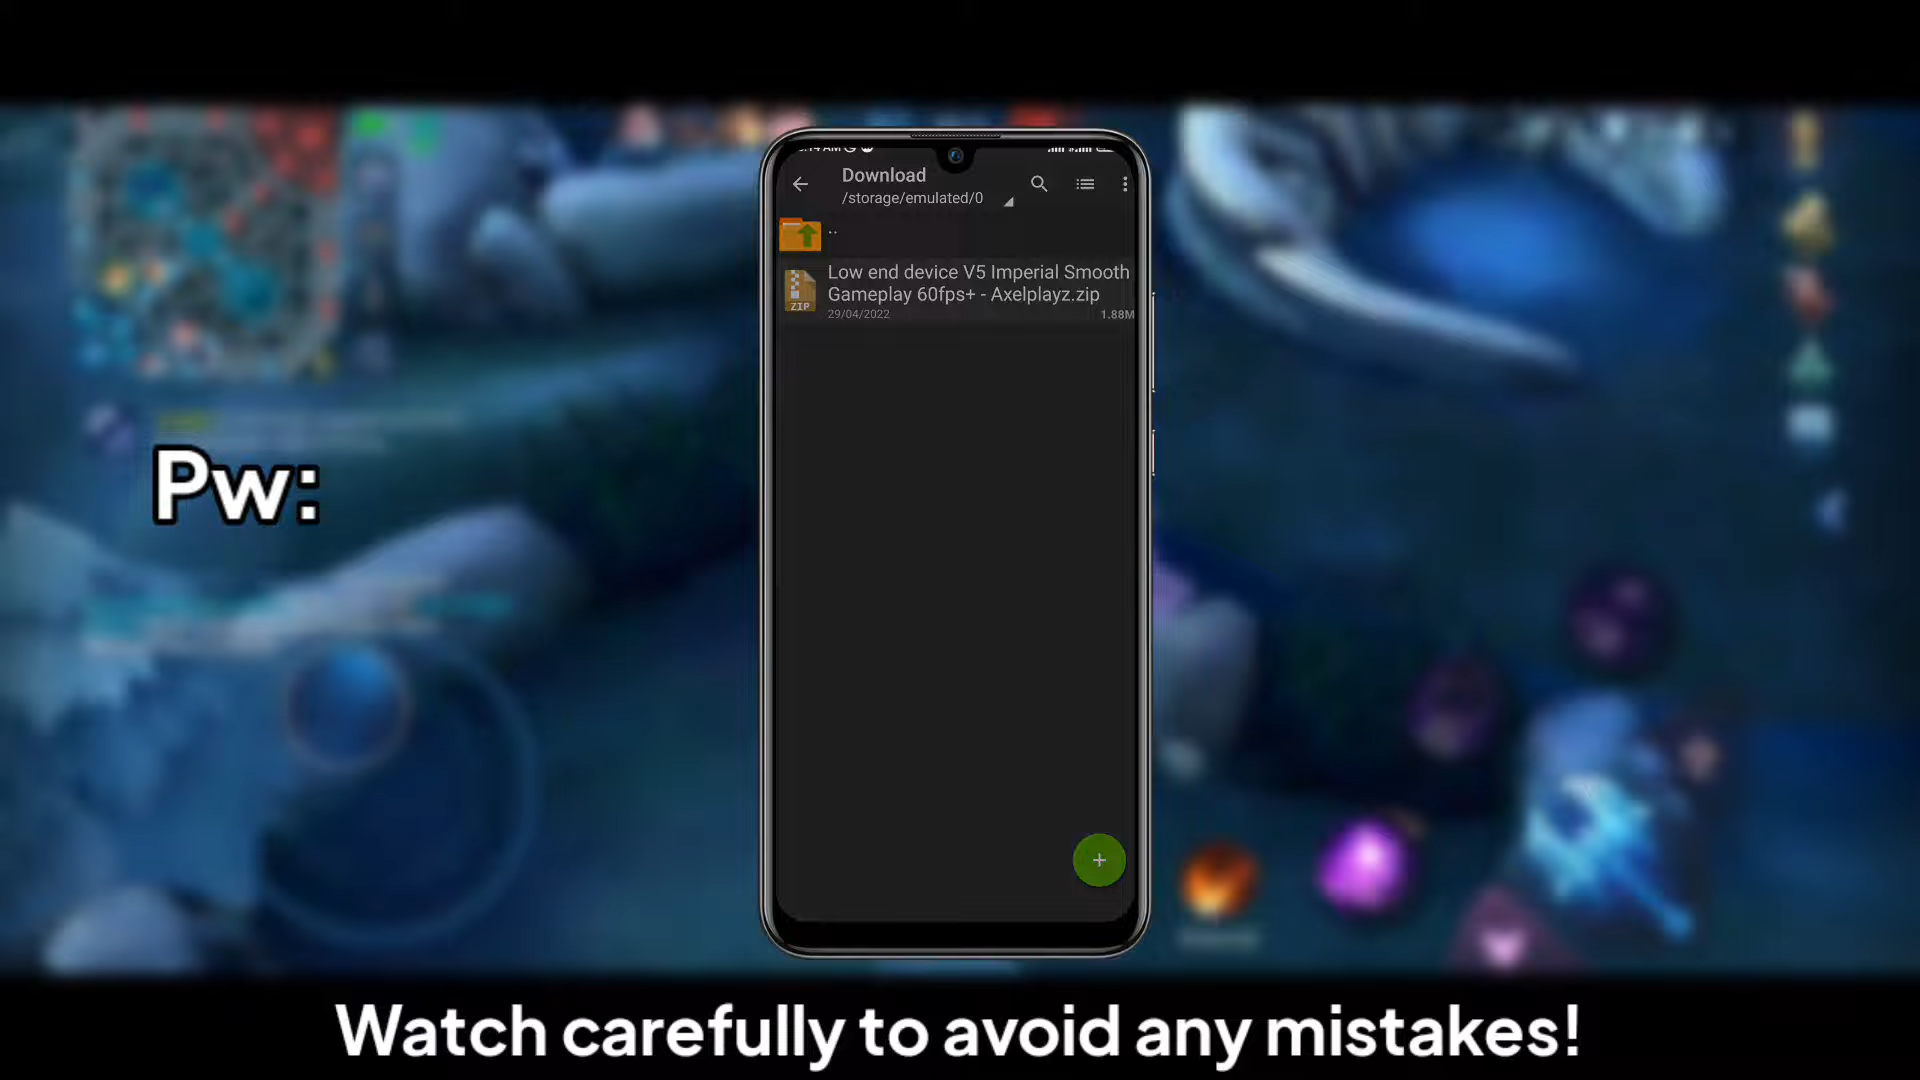 Download
/storage/emulated/0
..
Low end device V5 Imperial Smooth
Gameplay 60fps+ - Axelplayz.zip
ZIP
29/04/2022
1.88M
Pw:
+
Watch carefully to avoid any mistakes!